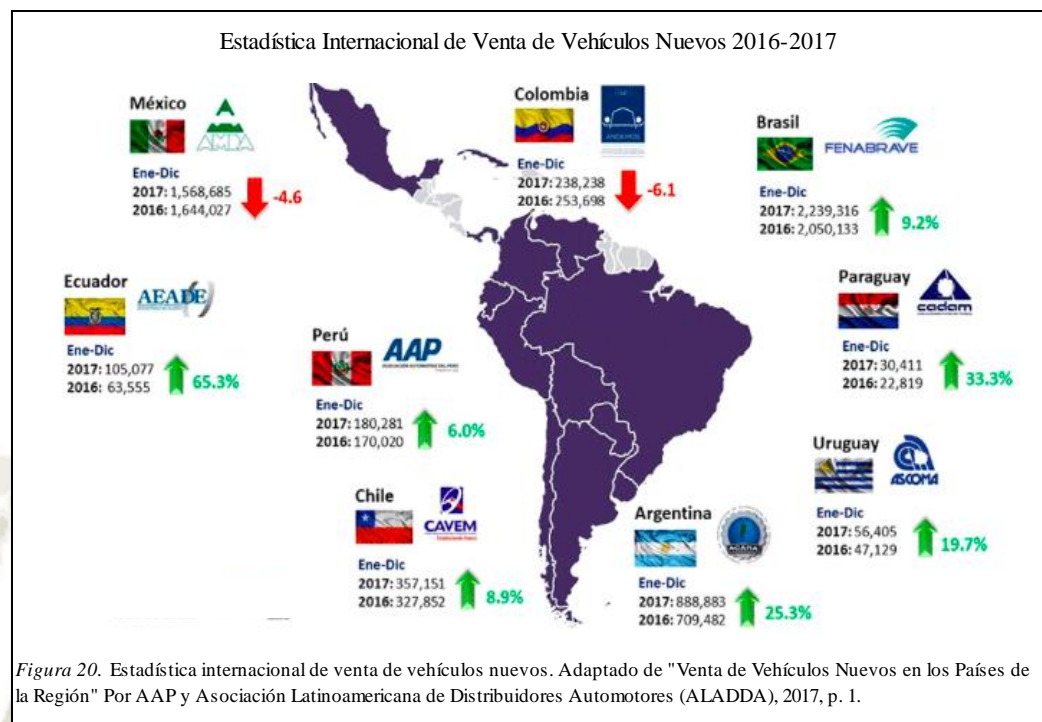 Estadística Internacional de Venta de Vehículos Nuevos 2016-2017
México
AMDA
Ene-Dic
2017: 1,568,685
2016: 1,644,027
-4.6
Colombia
ANDEMOS
Ene-Dic
2017: 238,238
2016: 253,698
-6.1
Brasil
FENABRAVE
Ene-Dic
2017: 2,239,316
2016: 2,050,133
9.2%
Ecuador
AEADE
Ene-Dic
2017: 105,077
2016: 63,555
65.3%
Perú
AAP
ASOCIACIÓN AUTOMOTRIZ DEL PERÚ
Ene-Dic
2017: 180,281
2016: 170,020
6.0%
Paraguay
cadam
Ene-Dic
2017: 30,411
2016: 22,819
33.3%
Uruguay
ASCOMA
Ene-Dic
2017: 56,405
2016: 47,129
19.7%
Chile
CAVEM
Ene-Dic
2017: 357,151
2016: 327,852
8.9%
Argentina
ACARA
Ene-Dic
2017: 888,883
2016: 709,482
25.3%
Figura 20. Estadística internacional de venta de vehículos nuevos. Adaptado de "Venta de Vehículos Nuevos en los Países de
la Región" Por AAP y Asociación Latinoamericana de Distribuidores Automotores (ALADDA), 2017, p. 1.